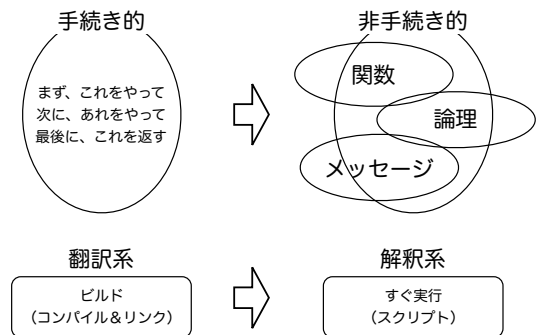 手続き的
非手続き的
まず、これをやって
次に、あれをやって
最後に、これを返す
関数
論理
メッセージ
翻訳系
解釈系
ビルド
（コンパイル＆リンク）
すぐ実行
（スクリプト）